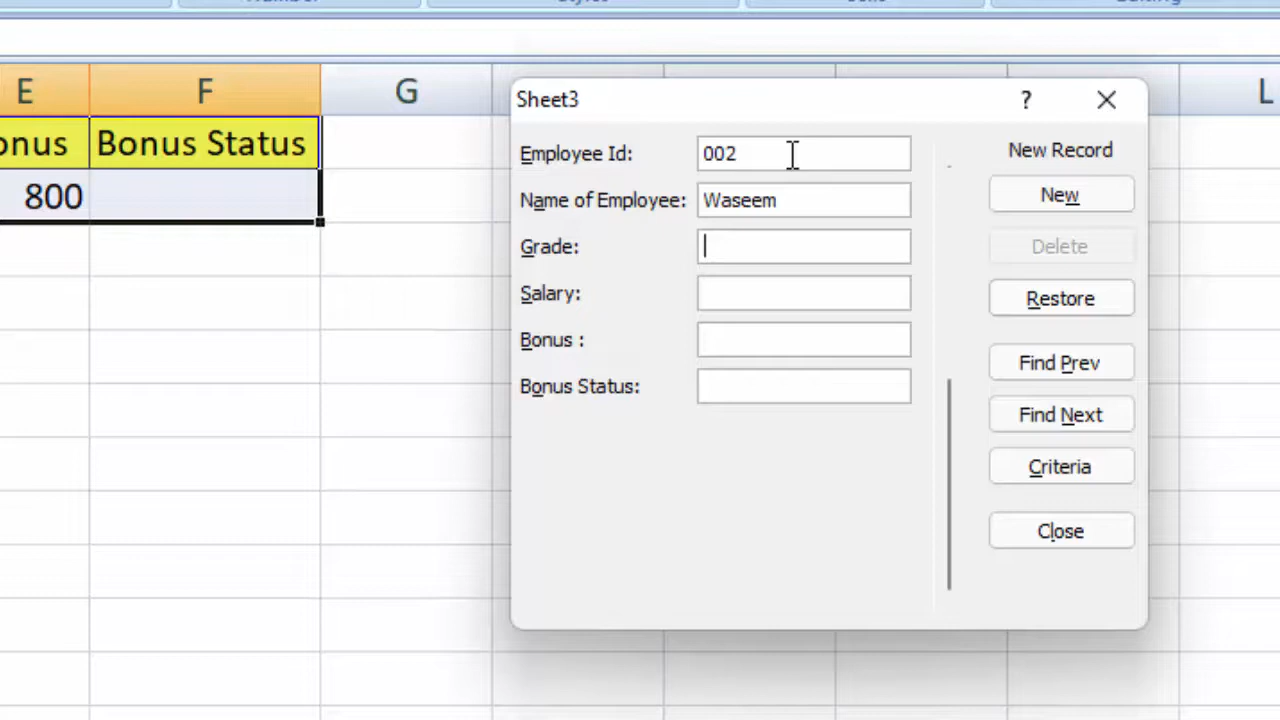 E F G L
onus Bonus Status
800
Sheet3 ?
Employee Id: 002
Name of Employee: Waseem
Grade:
Salary:
Bonus :
Bonus Status:
New Record
New
Delete
Restore
Find Prev
Find Next
Criteria
Close